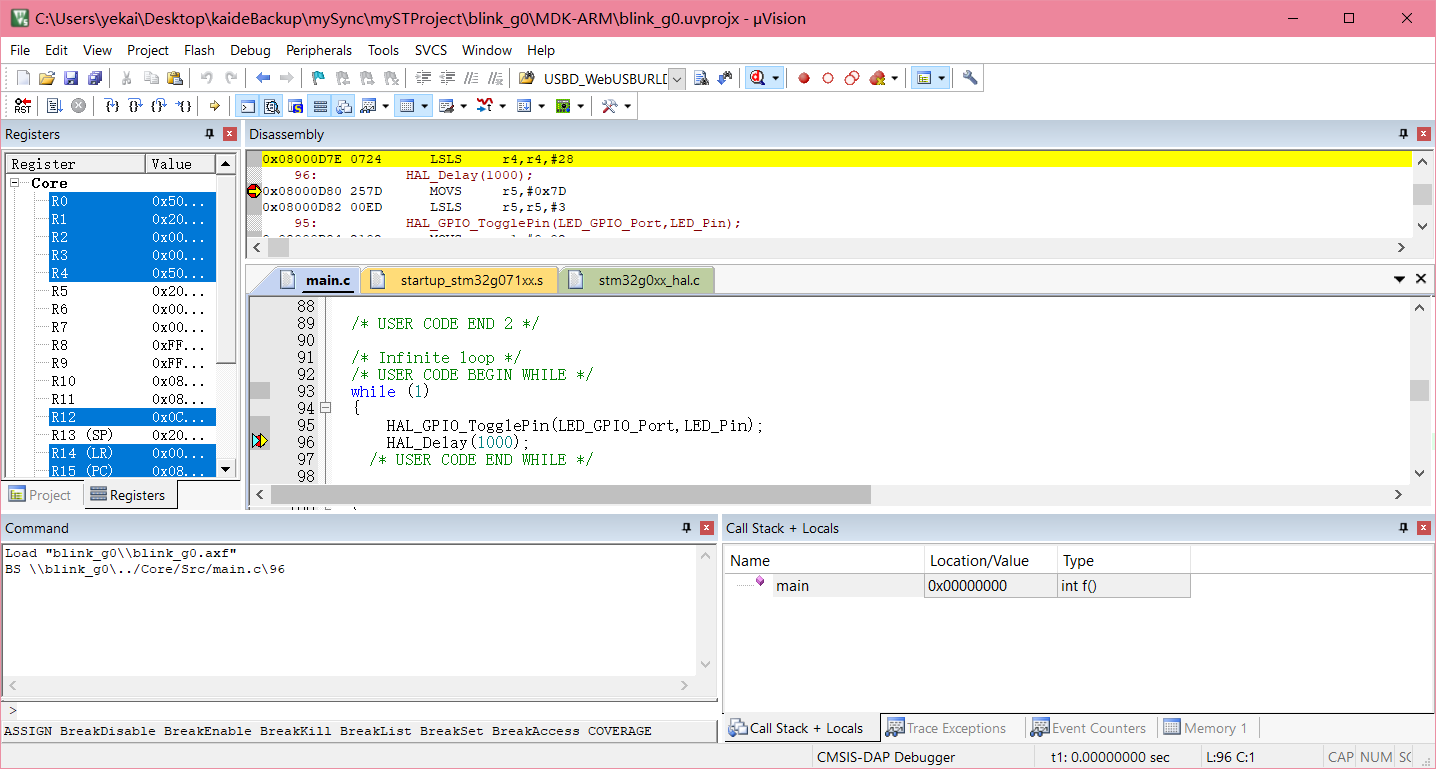 C:\Users\yekai\Desktop\kaideBackup\mySync\mySTProject\blink_g0\MDK-ARM\blink_g0.uvprojx - µVision
File Edit View Project Flash Debug Peripherals Tools SVCS Window Help
USBD_WebUSBURLD
RST
Registers
Disassembly
Register Value
Core
R0 0x50...
R1 0x20...
R2 0x00...
R3 0x00...
R4 0x50...
R5 0x20...
R6 0x00...
R7 0x00...
R8 0xFF...
R9 0xFF...
R10 0x08...
R11 0x08...
R12 0x0C...
R13 (SP) 0x20...
R14 (LR) 0x00...
R15 (PC) 0x08...
Project Registers
0x08000D7E 0724 LSLS r4,r4,#28
96: HAL_Delay(1000);
0x08000D80 257D MOVS r5,#0x7D
0x08000D82 00ED LSLS r5,r5,#3
95: HAL_GPIO_TogglePin(LED_GPIO_Port,LED_Pin);
main.c startup_stm32g071xx.s stm32g0xx_hal.c
88
89 /* USER CODE END 2 */
90
91 /* Infinite loop */
92 /* USER CODE BEGIN WHILE */
93 while (1)
94 {
95 HAL_GPIO_TogglePin(LED_GPIO_Port,LED_Pin);
96 HAL_Delay(1000);
97 /* USER CODE END WHILE */
98
Command
Load "blink_g0\\blink_g0.axf"
BS \\blink_g0\../Core/Src/main.c\96
>
ASSIGN BreakDisable BreakEnable BreakKill BreakList BreakSet BreakAccess COVERAGE
Call Stack + Locals
Name Location/Value Type
main 0x00000000 int f()
Call Stack + Locals Trace Exceptions Event Counters Memory 1
CMSIS-DAP Debugger t1: 0.00000000 sec L:96 C:1 CAP NUM